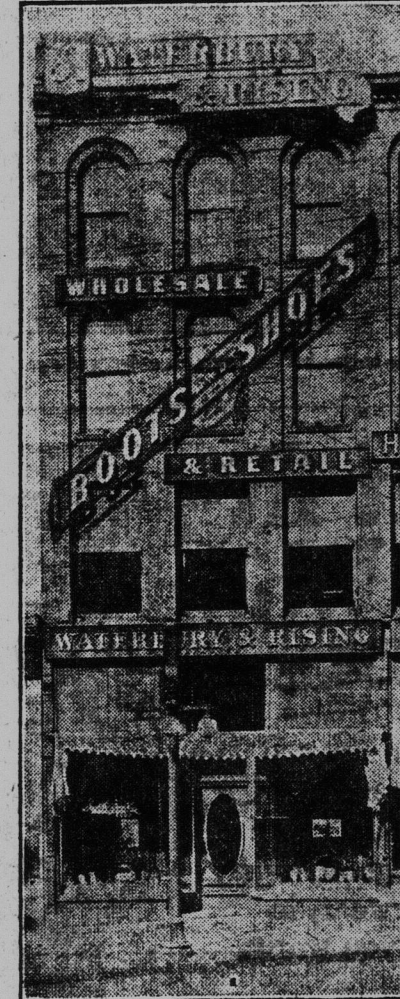 WATERBURY
& RISING
WHOLESALE
BOOTS & SHOES
& RETAIL
H
WATERBURY & RISING